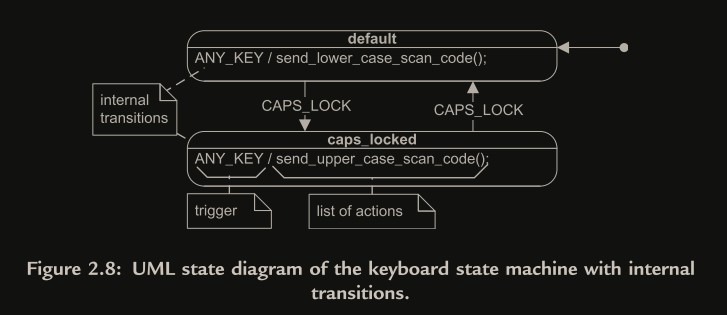 default
ANY_KEY / send_lower_case_scan_code();
internal
transitions
CAPS_LOCK
CAPS_LOCK
caps_locked
ANY_KEY / send_upper_case_scan_code();
trigger
list of actions
Figure 2.8: UML state diagram of the keyboard state machine with internal
transitions.